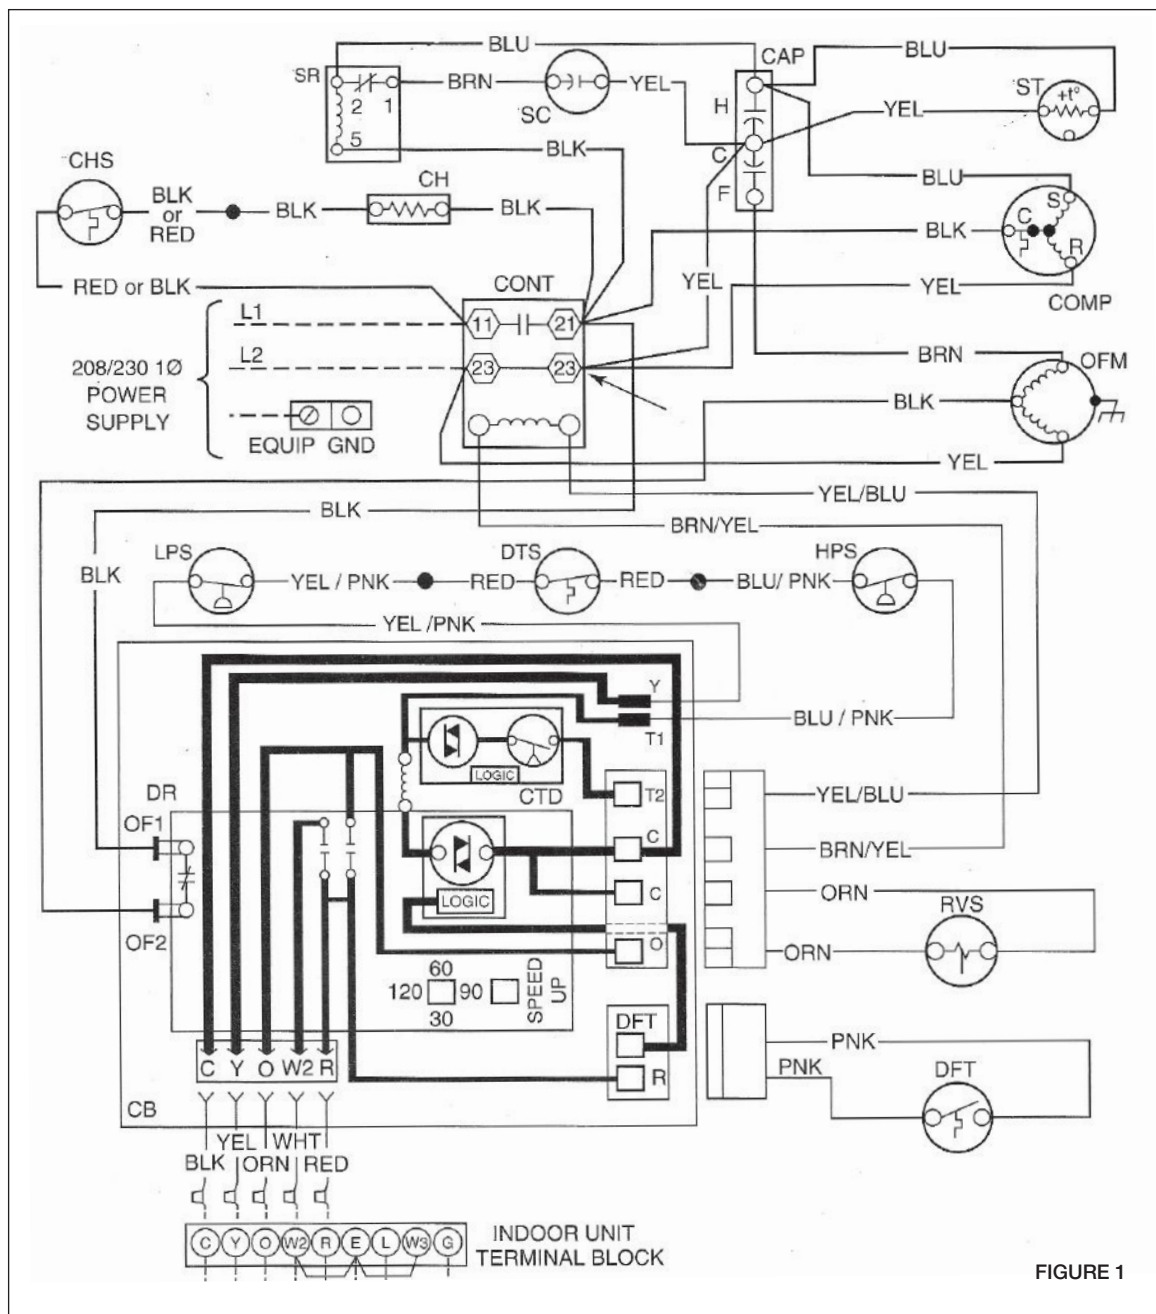 BLU
CAP
BLU
SR
2 1
5
BRN
SC
YEL
H
C
F
YEL
ST
+t°
BLK
CHS
BLK
or
RED
BLK
CH
BLK
BLU
S
C
R
BLK
COMP
YEL
YEL
RED or BLK
CONT
L1
11
21
L2
23
23
208/230 1Ø
POWER
SUPPLY
EQUIP GND
BRN
OFM
BLK
YEL
YEL/BLU
BLK
BRN/YEL
BLK
LPS
DTS
HPS
YEL / PNK
RED
RED
BLU/ PNK
YEL /PNK
Y
T1
BLU / PNK
LOGIC
CTD
T2
DR
OF1
C
YEL/BLU
BRN/YEL
LOGIC
C
ORN
RVS
OF2
O
ORN
60
120 90
30
SPEED
UP
DFT
R
PNK
PNK
DFT
C Y O W2 R
CB
YEL WHT
BLK ORN RED
C Y O W2 R E L W3 G
INDOOR UNIT
TERMINAL BLOCK
FIGURE 1